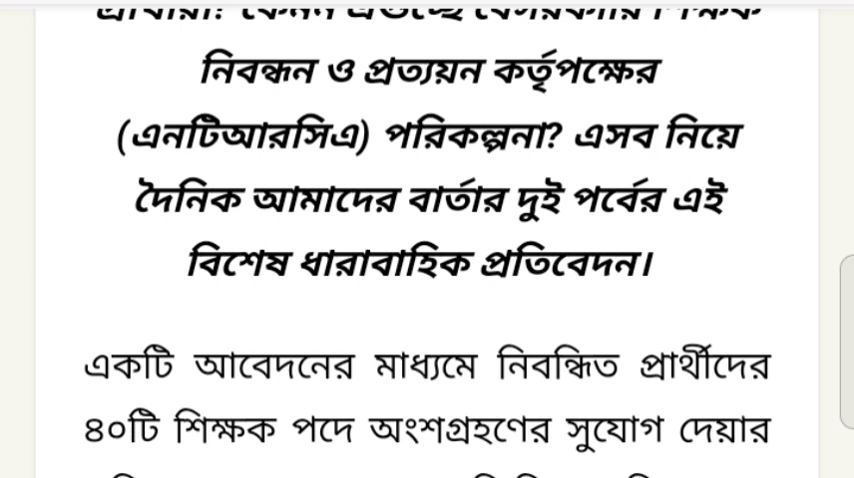 নিবন্ধন ও প্রত্যয়ন কর্তৃপক্ষের
(এনটিআরসিএ) পরিকল্পনা? এসব নিয়ে
দৈনিক আমাদের বার্তার দুই পর্বের এই
বিশেষ ধারাবাহিক প্রতিবেদন।
একটি আবেদনের মাধ্যমে নিবন্ধিত প্রার্থীদের
৪০টি শিক্ষক পদে অংশগ্রহণের সুযোগ দেয়ার